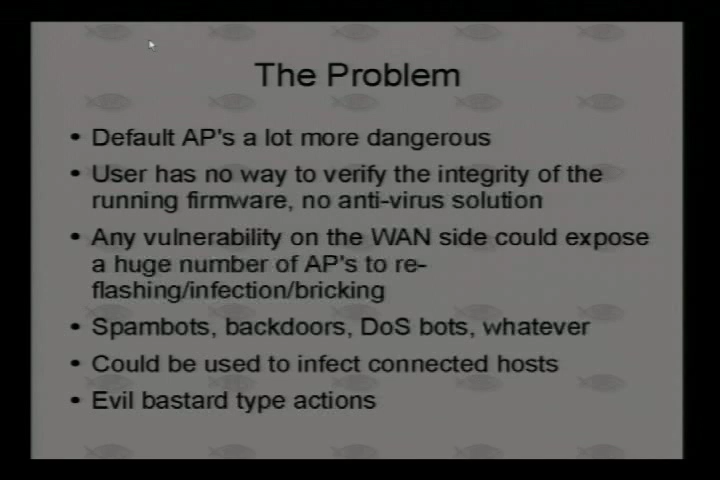 The Problem
• Default AP's a lot more dangerous
• User has no way to verify the integrity of the
running firmware, no anti-virus solution
• Any vulnerability on the WAN side could expose
a huge number of AP's to re-
flashing/infection/bricking
• Spambots, backdoors, DoS bots, whatever
• Could be used to infect connected hosts
• Evil bastard type actions